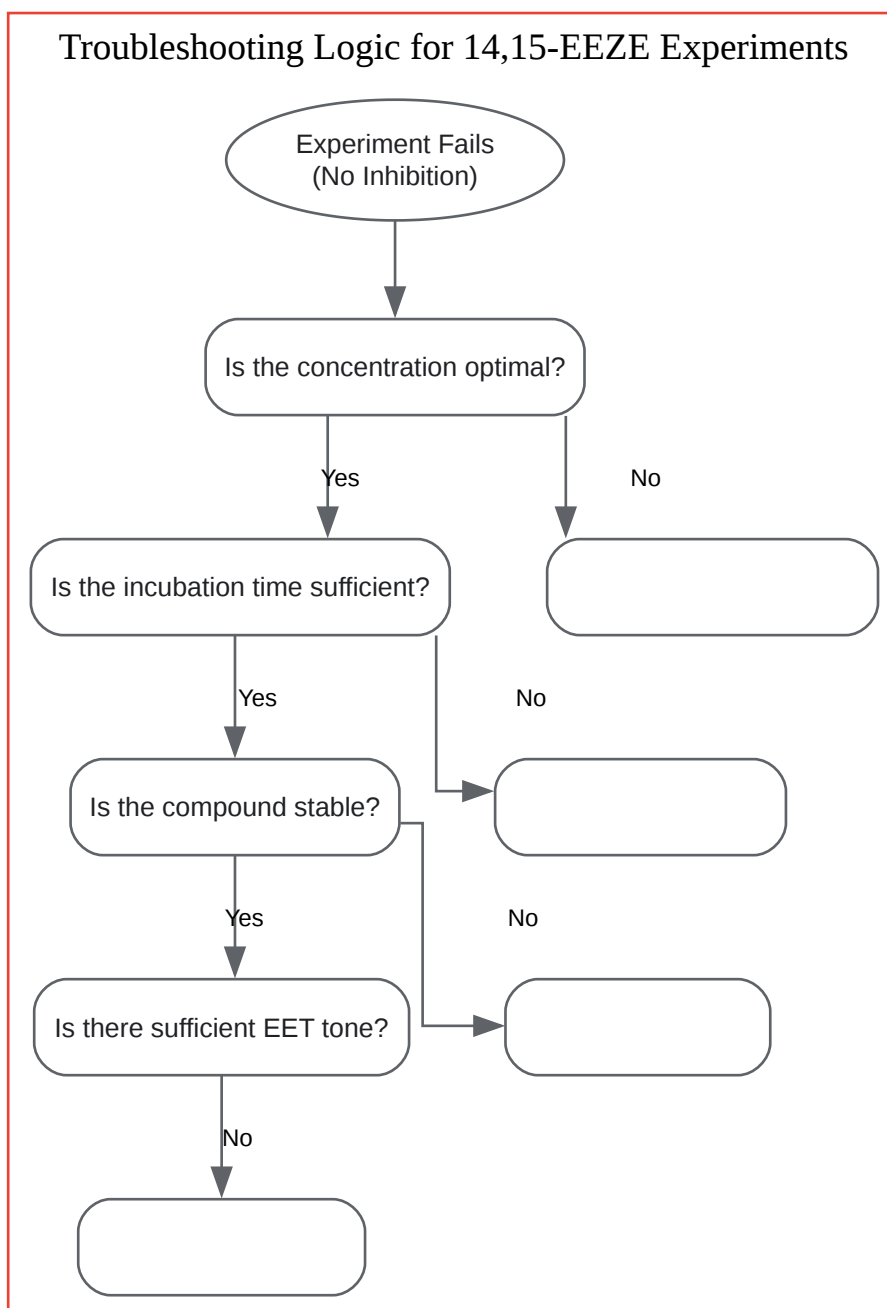 Troubleshooting Logic for 14,15-EEZE Experiments
Experiment Fails
(No Inhibition)
Is the concentration optimal?
Yes
No
Is the incubation time sufficient?
Yes
No
Is the compound stable?
Yes
No
Is there sufficient EET tone?
No